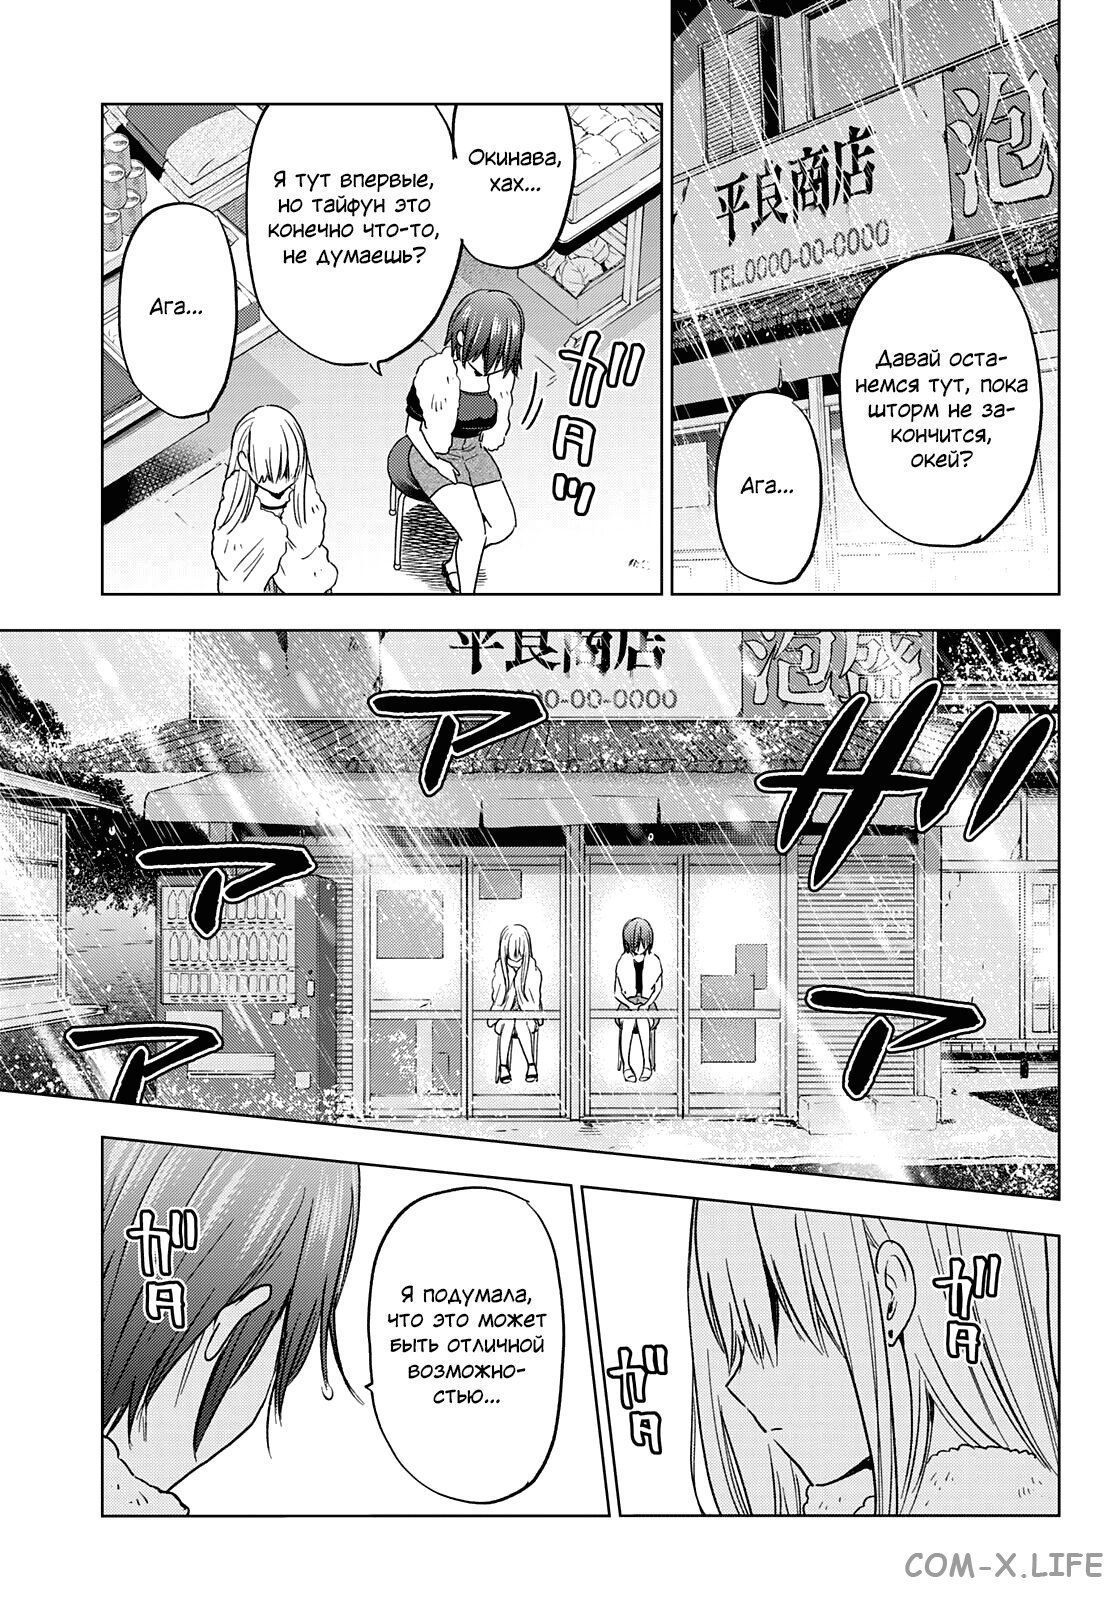 泡
平良商店
TEL.0000-00-0000
Давай оста-
немся тут, пока
шторм не за-
кончится,
окей?
Ага...
Окинава,
хах...
Я тут впервые,
но тайфун это
конечно что-то,
не думаешь?
Ага...
ガタッ
平良商店
00-00-0000
泡盛
ザ
ア
ア
ア
ア
ガタ
ガタ
Я подумала,
что это может
быть отличной
возможно-
стью...
ガタ
COM-X.LIFE